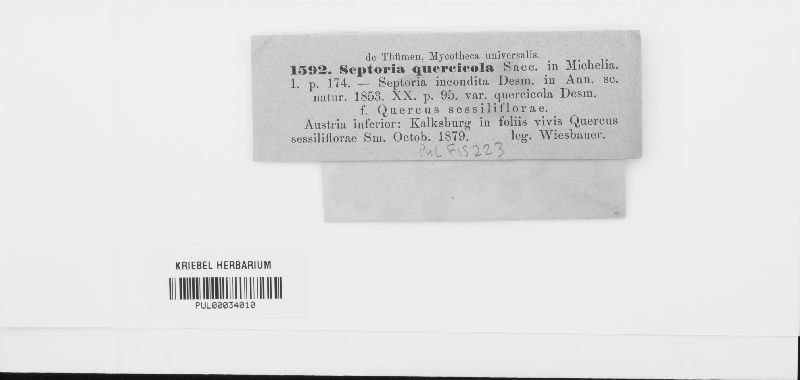 de Thümen, Mycotheca universalis.
1592. Septoria quercicola Sacc. in Michelia.
I. p. 174. — Septoria incondita Desm. in Ann. sc.
natur. 1853. XX. p. 95. var. quercicola Desm.
f. Quercus sessiliflorae.
Austria inferior: Kalksburg in foliis vivis Quercus
sessiliflorae Sm. Octob. 1879. leg. Wiesbauer.
PUL F15223
KRIEBEL HERBARIUM
PUL00034010